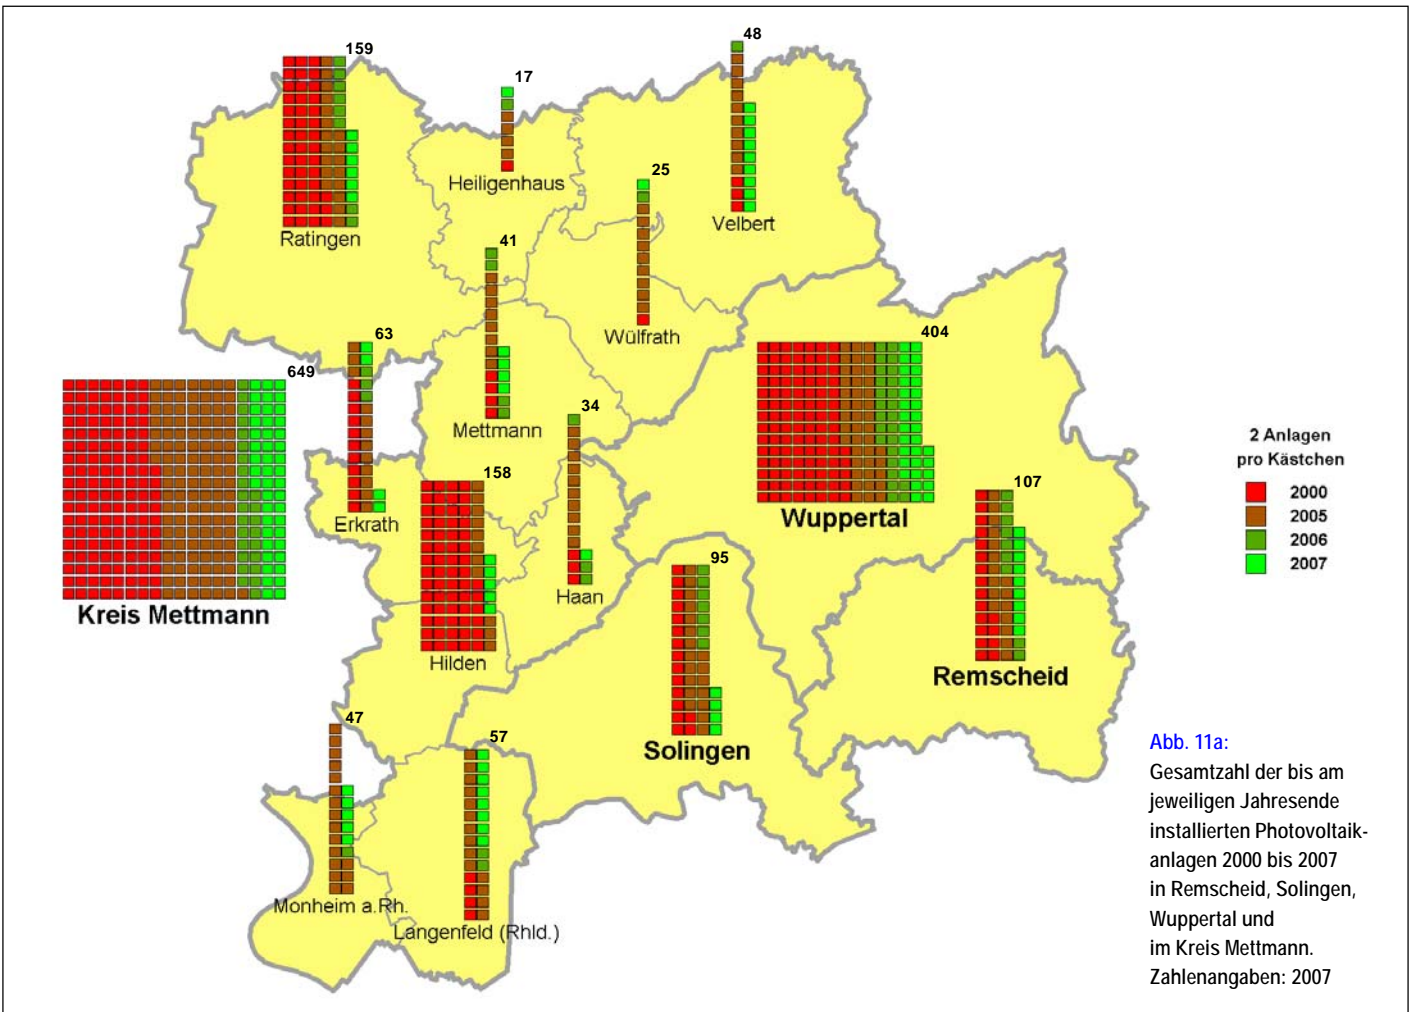 159
17
48
Heiligenhaus
25
Velbert
Ratingen
41
Wülfrath
63
404
649
Mettmann
34
2 Anlagen
pro Kästchen
2000
2005
2006
2007
158
Erkrath
Wuppertal
107
Kreis Mettmann
Haan
95
Hilden
Remscheid
47
57
Solingen
Monheim a.Rh.
Langenfeld (Rhld.)
Abb. 11a:
Gesamtzahl der bis am
jeweiligen Jahresende
installierten Photovoltaik-
anlagen 2000 bis 2007
in Remscheid, Solingen,
Wuppertal und
im Kreis Mettmann.
Zahlenangaben: 2007